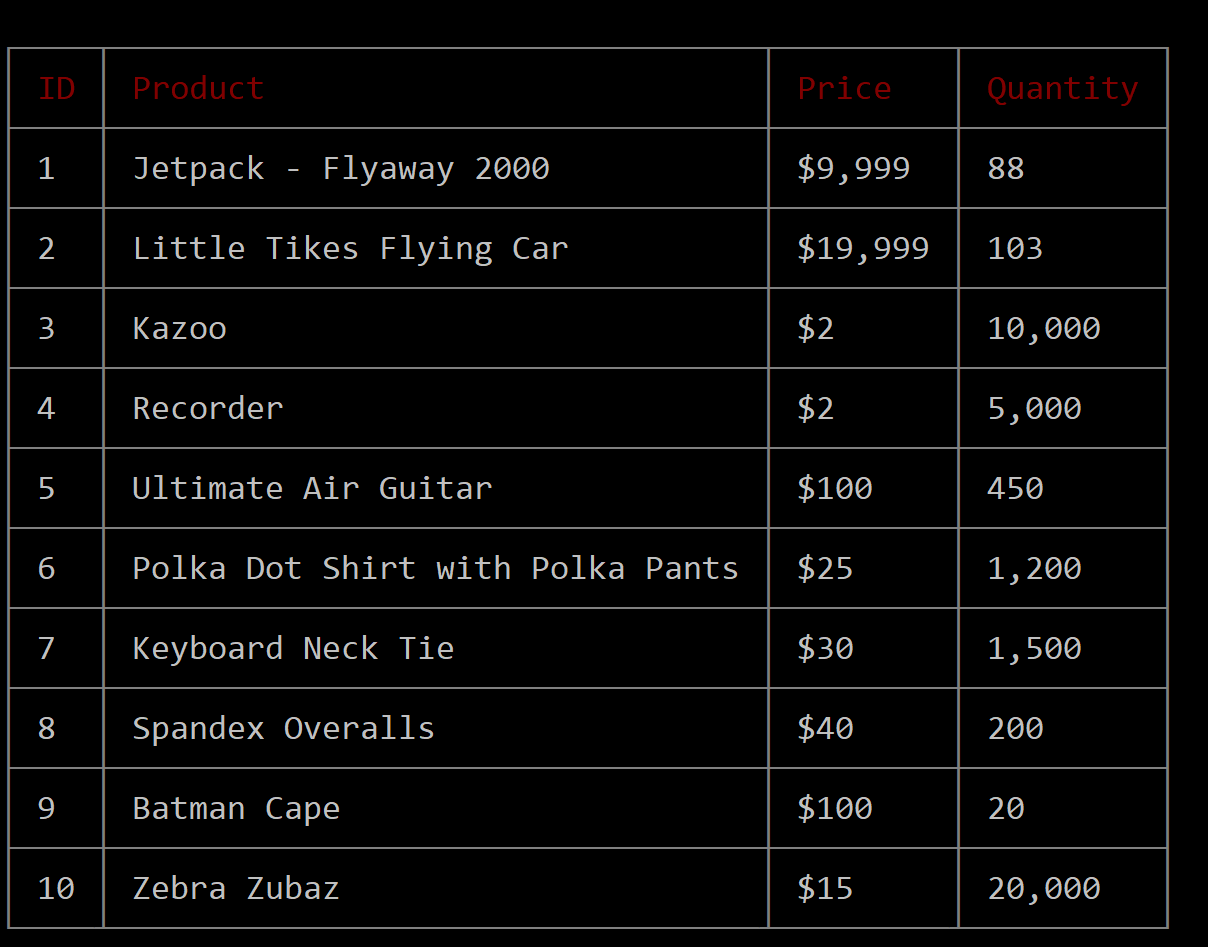 ID Product Price Quantity
1 Jetpack - Flyaway 2000 $9,999 88
2 Little Tikes Flying Car $19,999 103
3 Kazoo $2 10,000
4 Recorder $2 5,000
5 Ultimate Air Guitar $100 450
6 Polka Dot Shirt with Polka Pants $25 1,200
7 Keyboard Neck Tie $30 1,500
8 Spandex Overalls $40 200
9 Batman Cape $100 20
10 Zebra Zubaz $15 20,000